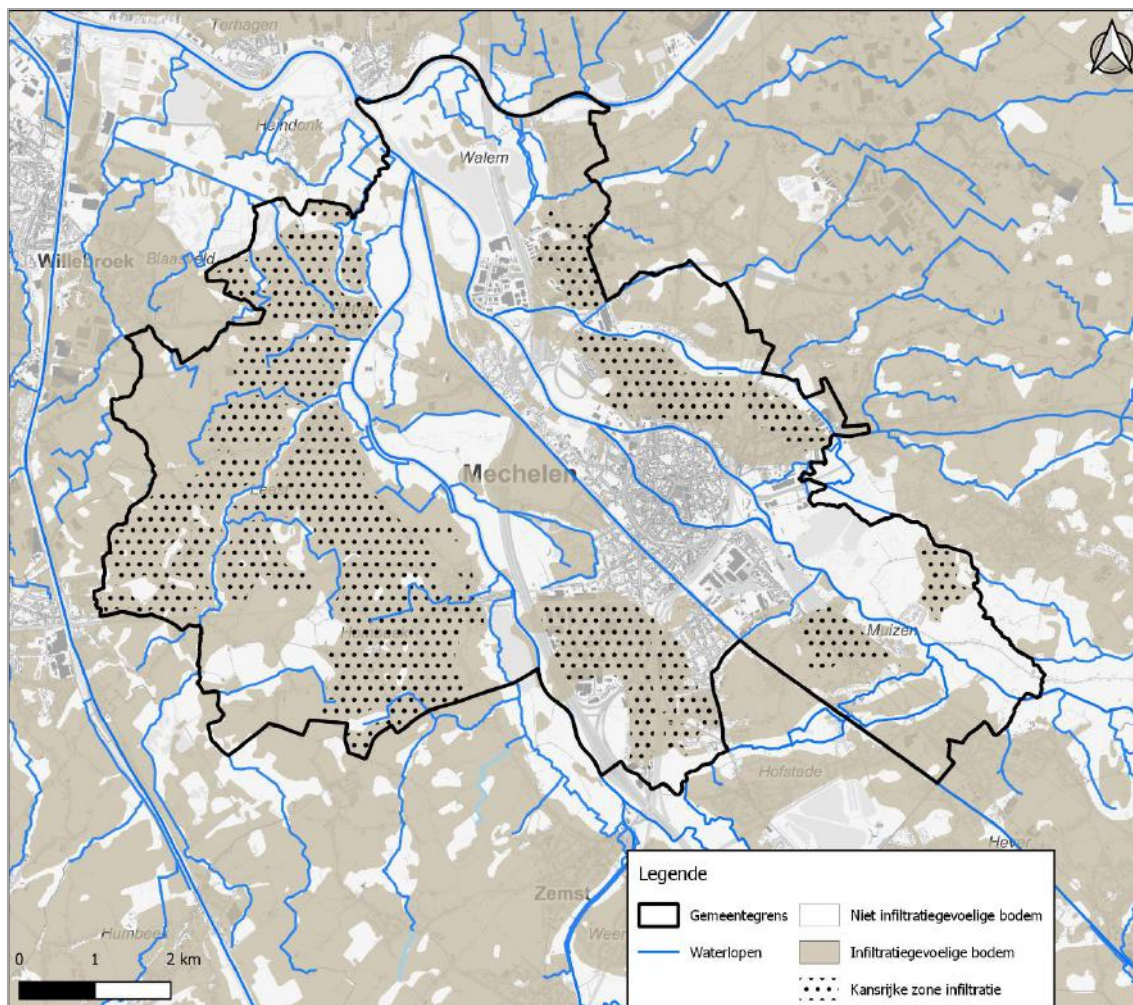 Terhagen
Heindonk
Walem
Willebroek
Blaasveld
Mechelen
Muizen
Hofstade
Hever
Zemst
Humbeek
0 1 2 km
Legende
Gemeentegrens
Waterlopen
Niet infiltratiegevoelige bodem
Infiltratiegevoelige bodem
Kansrijke zone infiltratie